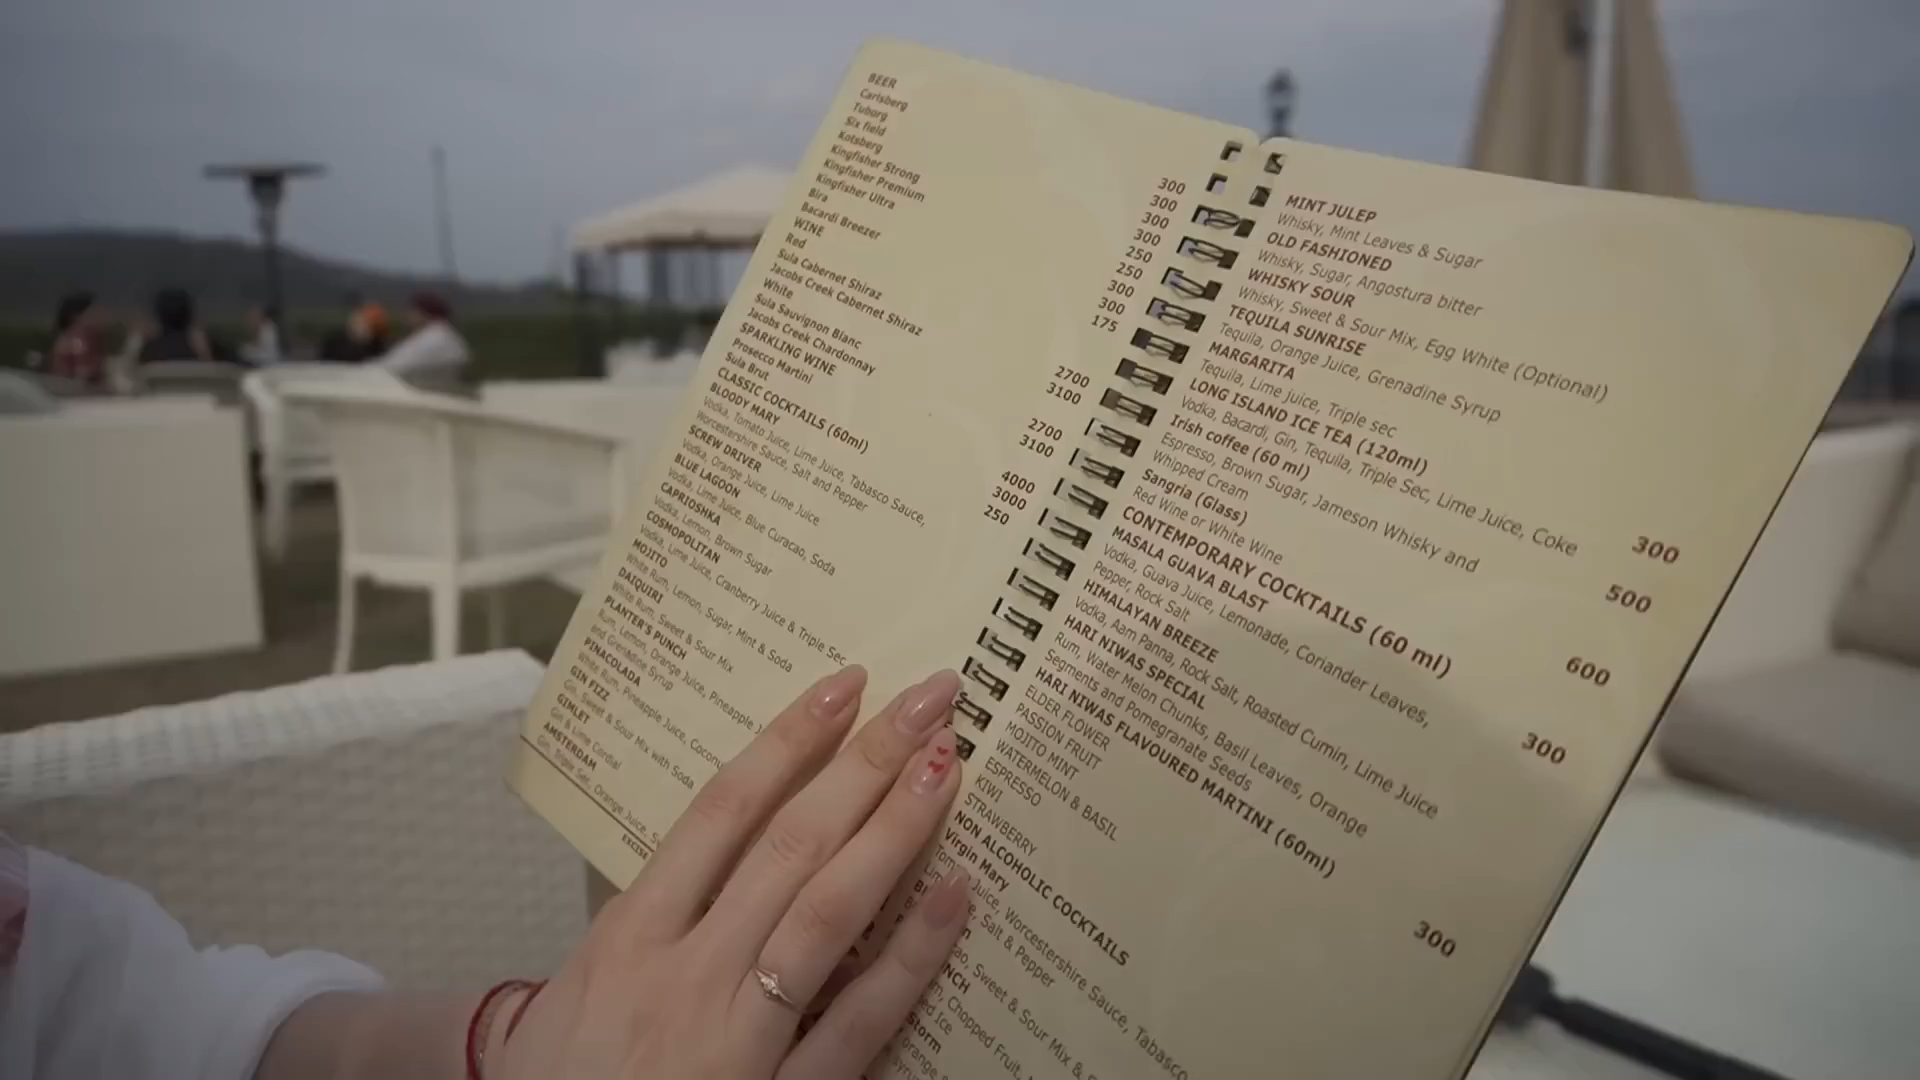 BEER
Carlsberg 300
Tuborg 300
Six field 300
Kotsberg 300
Kingfisher Strong 250
Kingfisher Premium 250
Kingfisher Ultra 300
Bira 300
Bacardi Breezer 175
WINE
Red
Sula Cabernet Shiraz 2700
Jacobs Creek Cabernet Shiraz 3100
White
Sula Sauvignon Blanc 2700
Jacobs Creek Chardonnay 3100
SPARKLING WINE
Prosecco Martini 4000
Sula Brut 3000
CLASSIC COCKTAILS (60ml) 250
BLOODY MARY
Vodka, Tomato Juice, Lime Juice, Tabasco Sauce,
Worcestershire Sauce, Salt and Pepper
SCREW DRIVER
Vodka, Orange Juice, Lime Juice
BLUE LAGOON
Vodka, Lime Juice, Blue Curacao, Soda
CAPRIOSHKA
Vodka, Lemon, Brown Sugar
COSMOPOLITAN
Vodka, Lime Juice, Cranberry Juice & Triple Sec
MOJITO
White Rum, Lemon, Sugar, Mint & Soda
DAIQUIRI
White Rum, Sweet & Sour Mix
PLANTER'S PUNCH
Rum, Lemon, Orange Juice, Pineapple
and Grenadine Syrup
PINACOLADA
White Rum, Pineapple Juice, Coconu
GIN FIZZ
Gin, Sweet & Sour Mix with Soda
GIMLET
Gin & Lime Cordial
AMSTERDAM
Gin, Triple Sec, Orange Juice,
EXCISE
MINT JULEP
Whisky, Mint Leaves & Sugar
OLD FASHIONED
Whisky, Sugar, Angostura bitter
WHISKY SOUR
Whisky, Sweet & Sour Mix, Egg White (Optional)
TEQUILA SUNRISE
Tequila, Orange Juice, Grenadine Syrup
MARGARITA
Tequila, Lime juice, Triple sec
LONG ISLAND ICE TEA (120ml) 300
Vodka, Bacardi, Gin, Tequila, Triple Sec, Lime Juice, Coke
Irish coffee (60 ml) 500
Espresso, Brown Sugar, Jameson Whisky and
Whipped Cream
Sangria (Glass) 600
Red Wine or White Wine
CONTEMPORARY COCKTAILS (60 ml) 300
MASALA GUAVA BLAST
Vodka, Guava Juice, Lemonade, Coriander Leaves,
Pepper, Rock Salt
HIMALAYAN BREEZE
Vodka, Aam Panna, Rock Salt, Roasted Cumin, Lime Juice
HARI NIWAS SPECIAL
Rum, Water Melon Chunks, Basil Leaves, Orange
Segments and Pomegranate Seeds
HARI NIWAS FLAVOURED MARTINI (60ml) 300
ELDER FLOWER
PASSION FRUIT
MOJITO MINT
WATERMELON & BASIL
ESPRESSO
KIWI
STRAWBERRY
NON ALCOHOLIC COCKTAILS
Virgin Mary
Juice, Worcestershire Sauce, Tabasco
Salt & Pepper
Sweet & Sour Mix &
Chopped Fruit,
Ice
Storm